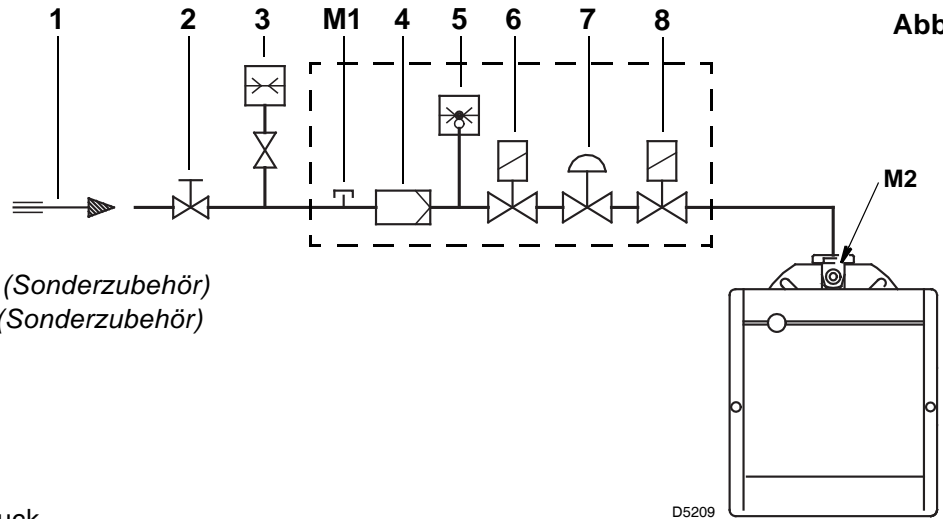 1 2 3 M1 4 5 6 7 8
Abb
M2
(Sonderzubehör)
(Sonderzubehör)
D5209